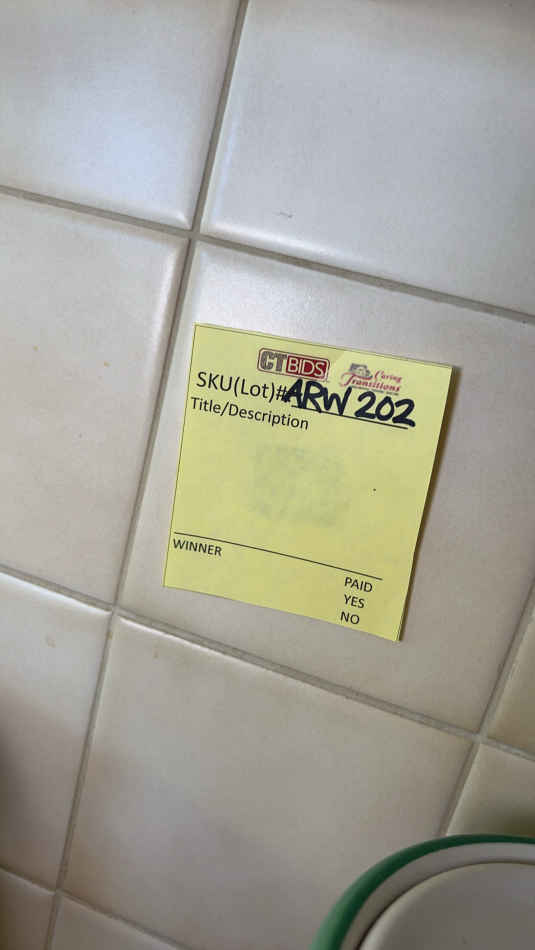 CTBIDS Caring Transitions
SKU(Lot)#ARW 202
Title/Description
WINNER
PAID
YES
NO